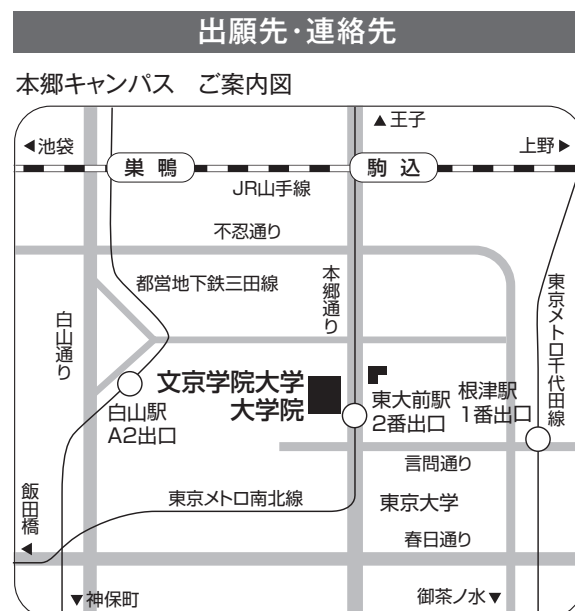 出願先・連絡先
本郷キャンパス　ご案内図
▲王子
◀池袋
上野▶
巣鴨
駒込
JR山手線
不忍通り
都営地下鉄三田線
本郷通り
東京メトロ千代田線
白山通り
文京学院大学
大学院
東大前駅
2番出口
根津駅
1番出口
白山駅
A2出口
言問通り
飯田橋
◀
東京メトロ南北線
東京大学
春日通り
▼神保町
御茶ノ水▼